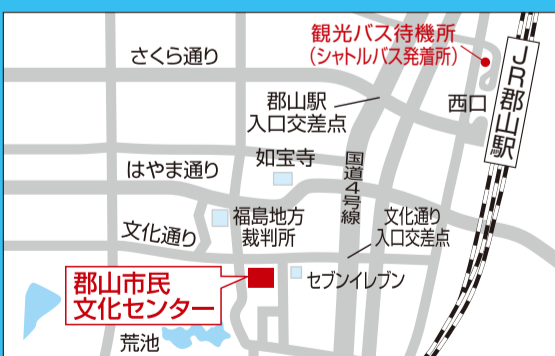 観光バス待機所
(シャトルバス発着所)
さくら通り
JR郡山駅
西口
郡山駅
入口交差点
如宝寺
はやま通り
国道4号線
福島地方
裁判所
文化通り
入口交差点
文化通り
郡山市民
文化センター
セブンイレブン
荒池